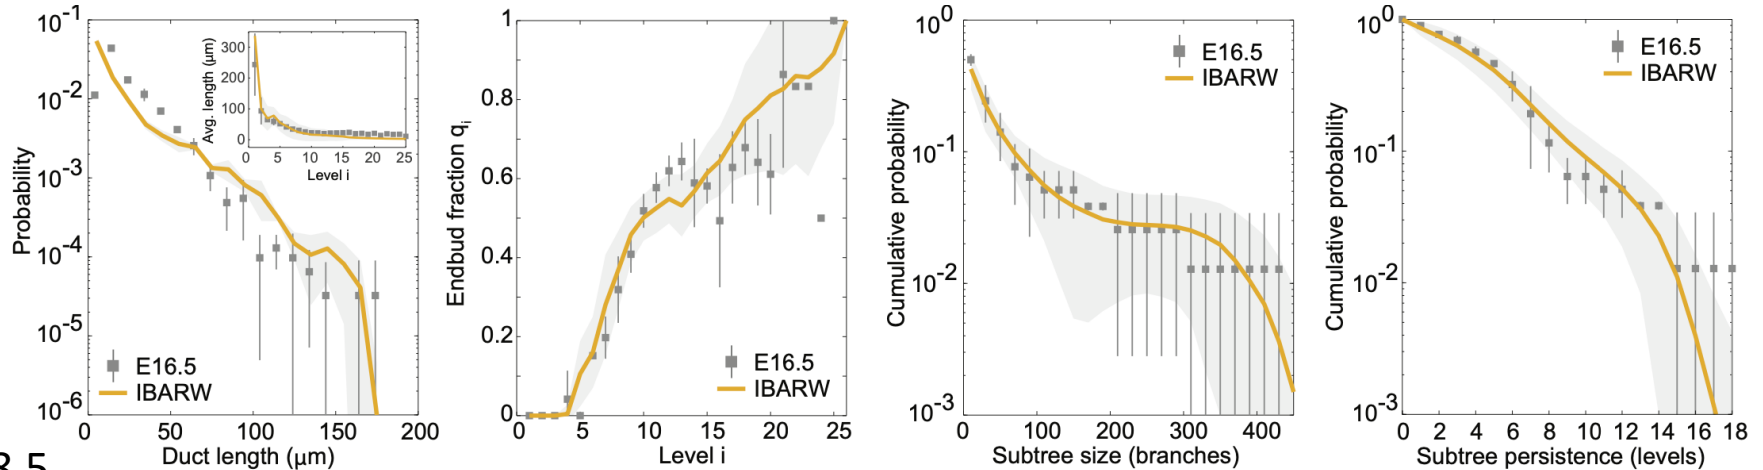 10-1
10-2
10-3
10-4
10-5
10-6
Probability
0 50 100 150 200
Duct length (μm)
E16.5
IBARW
300
200
100
0
Avg. length (μm)
0 5 10 15 20 25
Level i
1
0.8
0.6
0.4
0.2
0
Endbud fraction qi
0 5 10 15 20 25
Level i
E16.5
IBARW
100
10-1
10-2
10-3
Cumulative probability
0 100 200 300 400
Subtree size (branches)
E16.5
IBARW
100
10-1
10-2
10-3
Cumulative probability
0 2 4 6 8 10 12 14 16 18
Subtree persistence (levels)
E16.5
IBARW